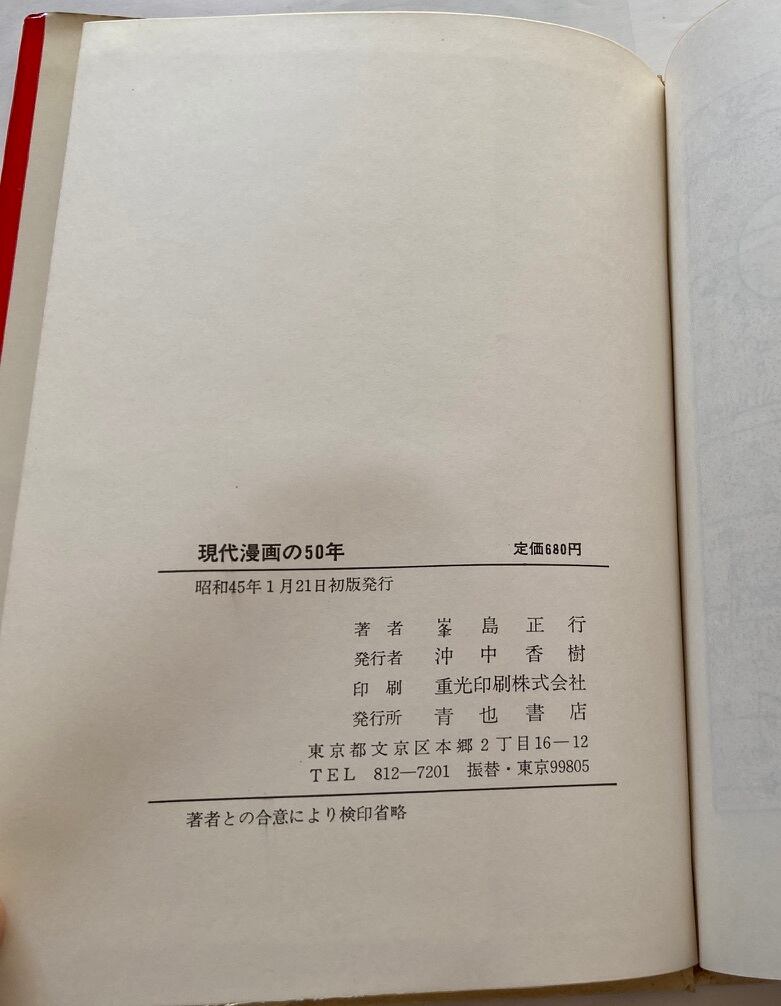 現代漫画の50年 定価680円
昭和45年1月21日初版発行
著者 峯島正行
発行者 沖中香樹
印刷 重光印刷株式会社
発行所 青也書店
東京都文京区本郷2丁目16—12
TEL 812—7201 振替・東京99805
著者との合意により検印省略